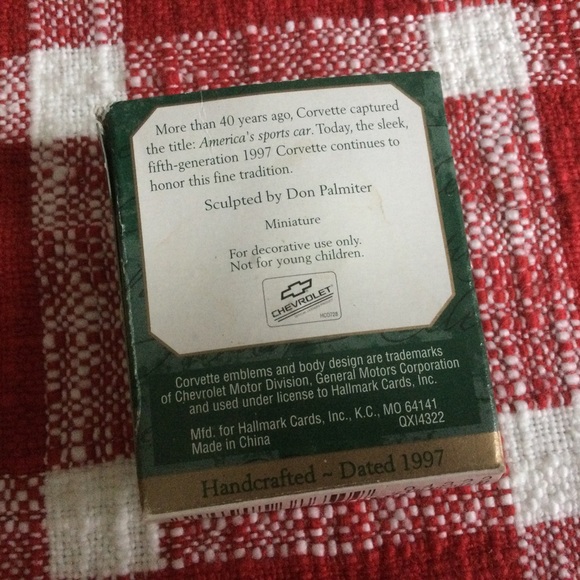 More than 40 years ago, Corvette captured
the title: America's sports car. Today, the sleek,
fifth-generation 1997 Corvette continues to
honor this fine tradition.
Sculpted by Don Palmiter
Miniature
For decorative use only.
Not for young children.
CHEVROLET
Corvette emblems and body design are trademarks
of Chevrolet Motor Division, General Motors Corporation
and used under license to Hallmark Cards, Inc.
Mfd. for Hallmark Cards, Inc., K.C., MO 64141
Made in China QXI4322
Handcrafted ~ Dated 1997